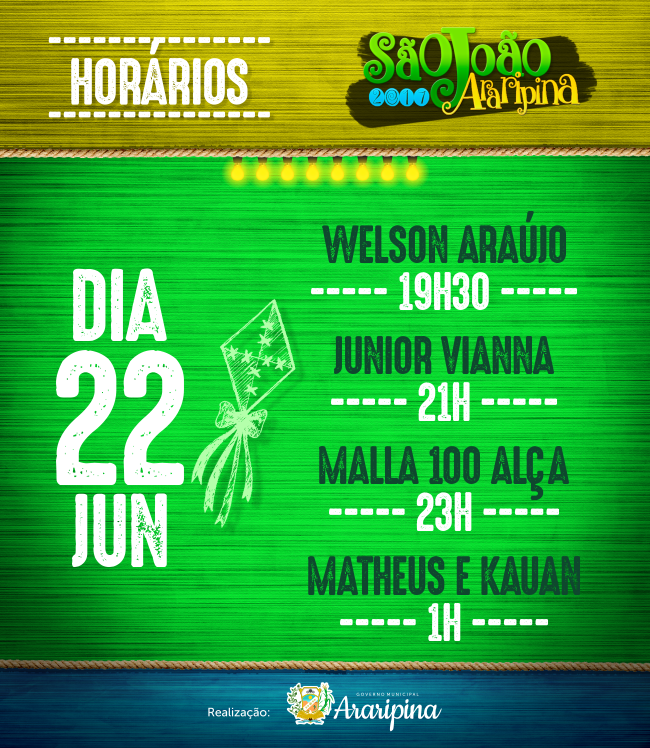 HORÁRIOS
SÃO JOÃO
2017 Araripina
DIA
22
JUN
WELSON ARAÚJO
----- 19H30 -----
JUNIOR VIANNA
----- 21H -----
MALLA 100 ALÇA
----- 23H -----
MATHEUS E KAUAN
----- 1H -----
Realização:
GOVERNO MUNICIPAL
Araripina